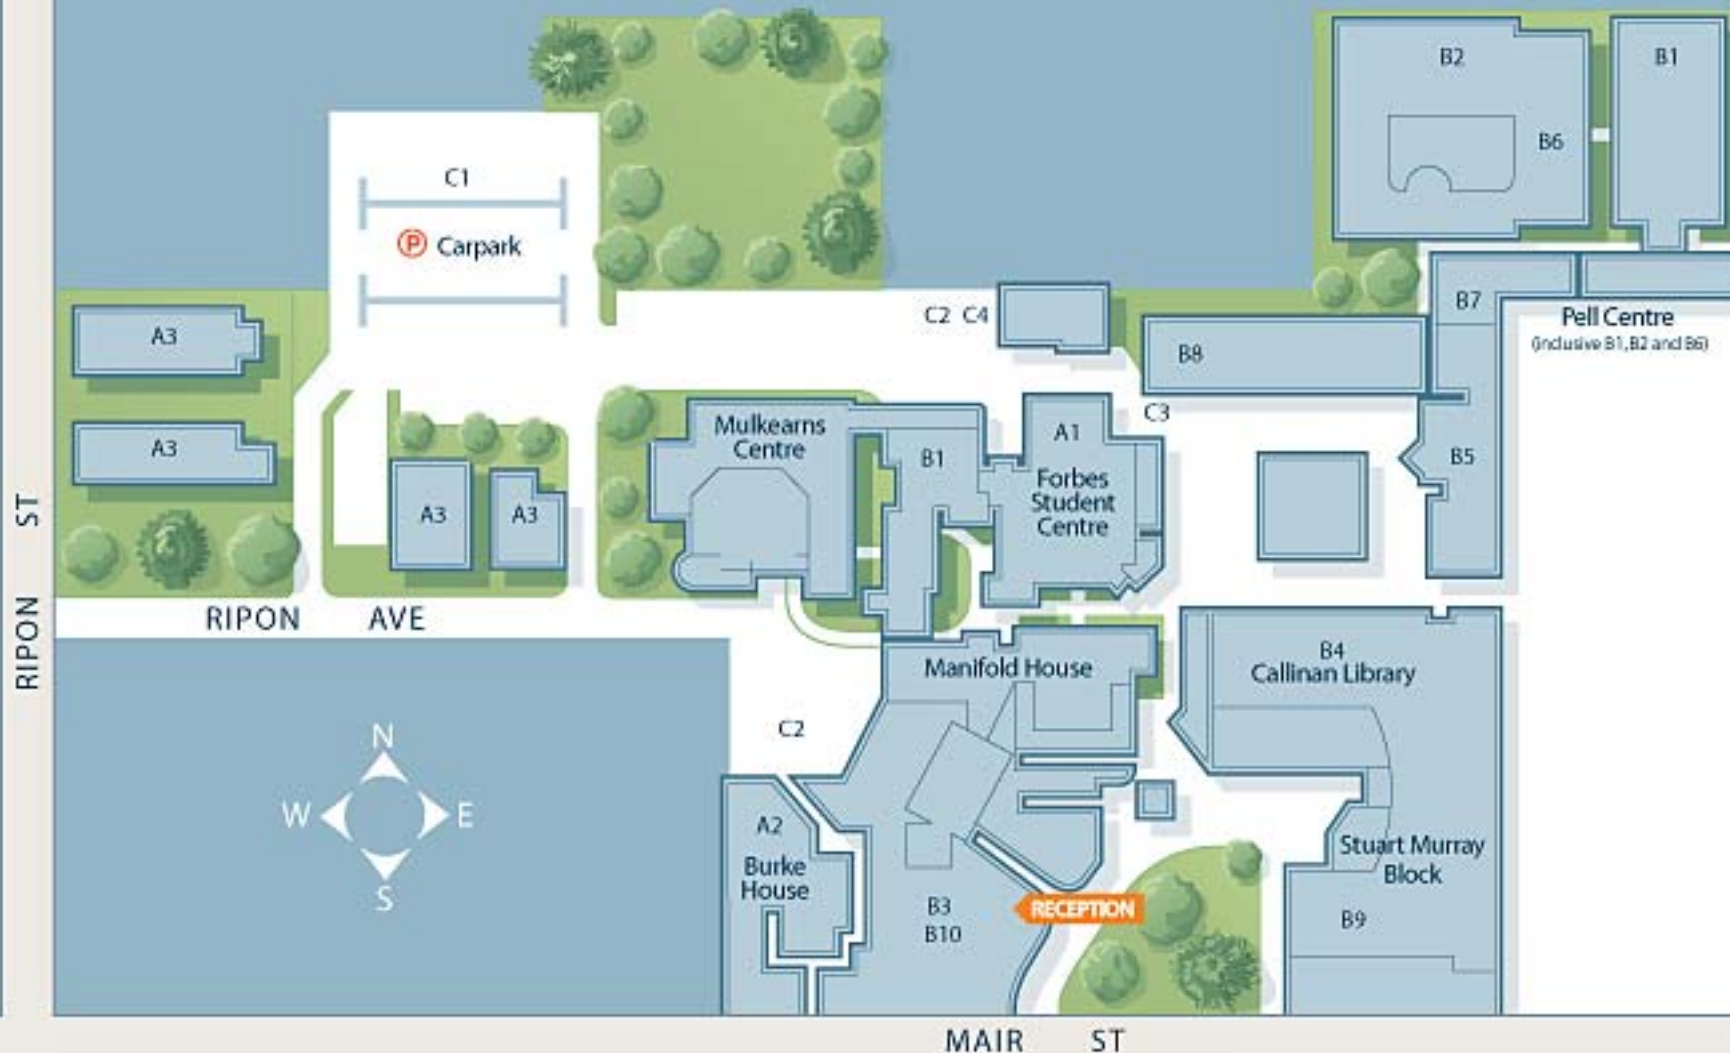 B2
B1
B6
C1
P Carpark
C2 C4
B7
Pell Centre
(inclusive B1,B2 and B6)
A3
B8
C3
Mulkearns
Centre
A1
B1
A3
B5
Forbes
Student
Centre
A3
A3
RIPON ST
RIPON AVE
B4
Callinan Library
Manifold House
C2
N
W
E
S
A2
Burke
House
Stuart Murray
Block
B3
B10
RECEPTION
B9
MAIR ST